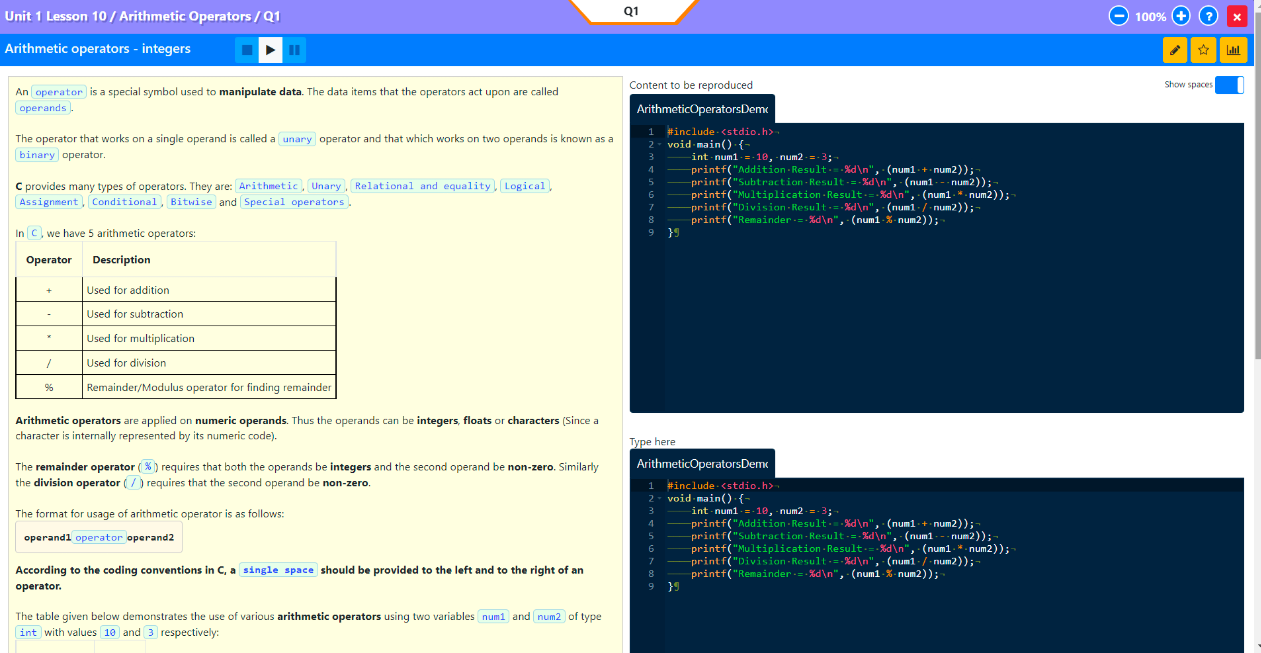 Unit 1 Lesson 10 / Arithmetic Operators / Q1
Q1
100%
?
Arithmetic operators - integers
An operator is a special symbol used to manipulate data. The data items that the operators act upon are called
operands.
The operator that works on a single operand is called a unary operator and that which works on two operands is known as a
binary operator.
C provides many types of operators. They are: Arithmetic, Unary, Relational and equality, Logical,
Assignment, Conditional, Bitwise and Special operators.
In C, we have 5 arithmetic operators:
Operator Description
+ Used for addition
- Used for subtraction
* Used for multiplication
/ Used for division
% Remainder/Modulus operator for finding remainder
Arithmetic operators are applied on numeric operands. Thus the operands can be integers, floats or characters (Since a
character is internally represented by its numeric code).
The remainder operator (%) requires that both the operands be integers and the second operand be non-zero. Similarly
the division operator (/) requires that the second operand be non-zero.
The format for usage of arithmetic operator is as follows:
operand1 operator operand2
According to the coding conventions in C, a single space should be provided to the left and to the right of an
operator.
The table given below demonstrates the use of various arithmetic operators using two variables num1 and num2 of type
int with values 10 and 3 respectively:
Content to be reproduced
Show spaces
ArithmeticOperatorsDemo
1 #include <stdio.h>
2 void main() {
3 int num1 = 10, num2 = 3;
4 printf("Addition Result = %d\n", (num1 + num2));
5 printf("Subtraction Result = %d\n", (num1 - num2));
6 printf("Multiplication Result = %d\n", (num1 * num2));
7 printf("Division Result = %d\n", (num1 / num2));
8 printf("Remainder = %d\n", (num1 % num2));
9 }¶
Type here
ArithmeticOperatorsDemo
1 #include <stdio.h>
2 void main() {
3 int num1 = 10, num2 = 3;
4 printf("Addition Result = %d\n", (num1 + num2));
5 printf("Subtraction Result = %d\n", (num1 - num2));
6 printf("Multiplication Result = %d\n", (num1 * num2));
7 printf("Division Result = %d\n", (num1 / num2));
8 printf("Remainder = %d\n", (num1 % num2));
9 }¶